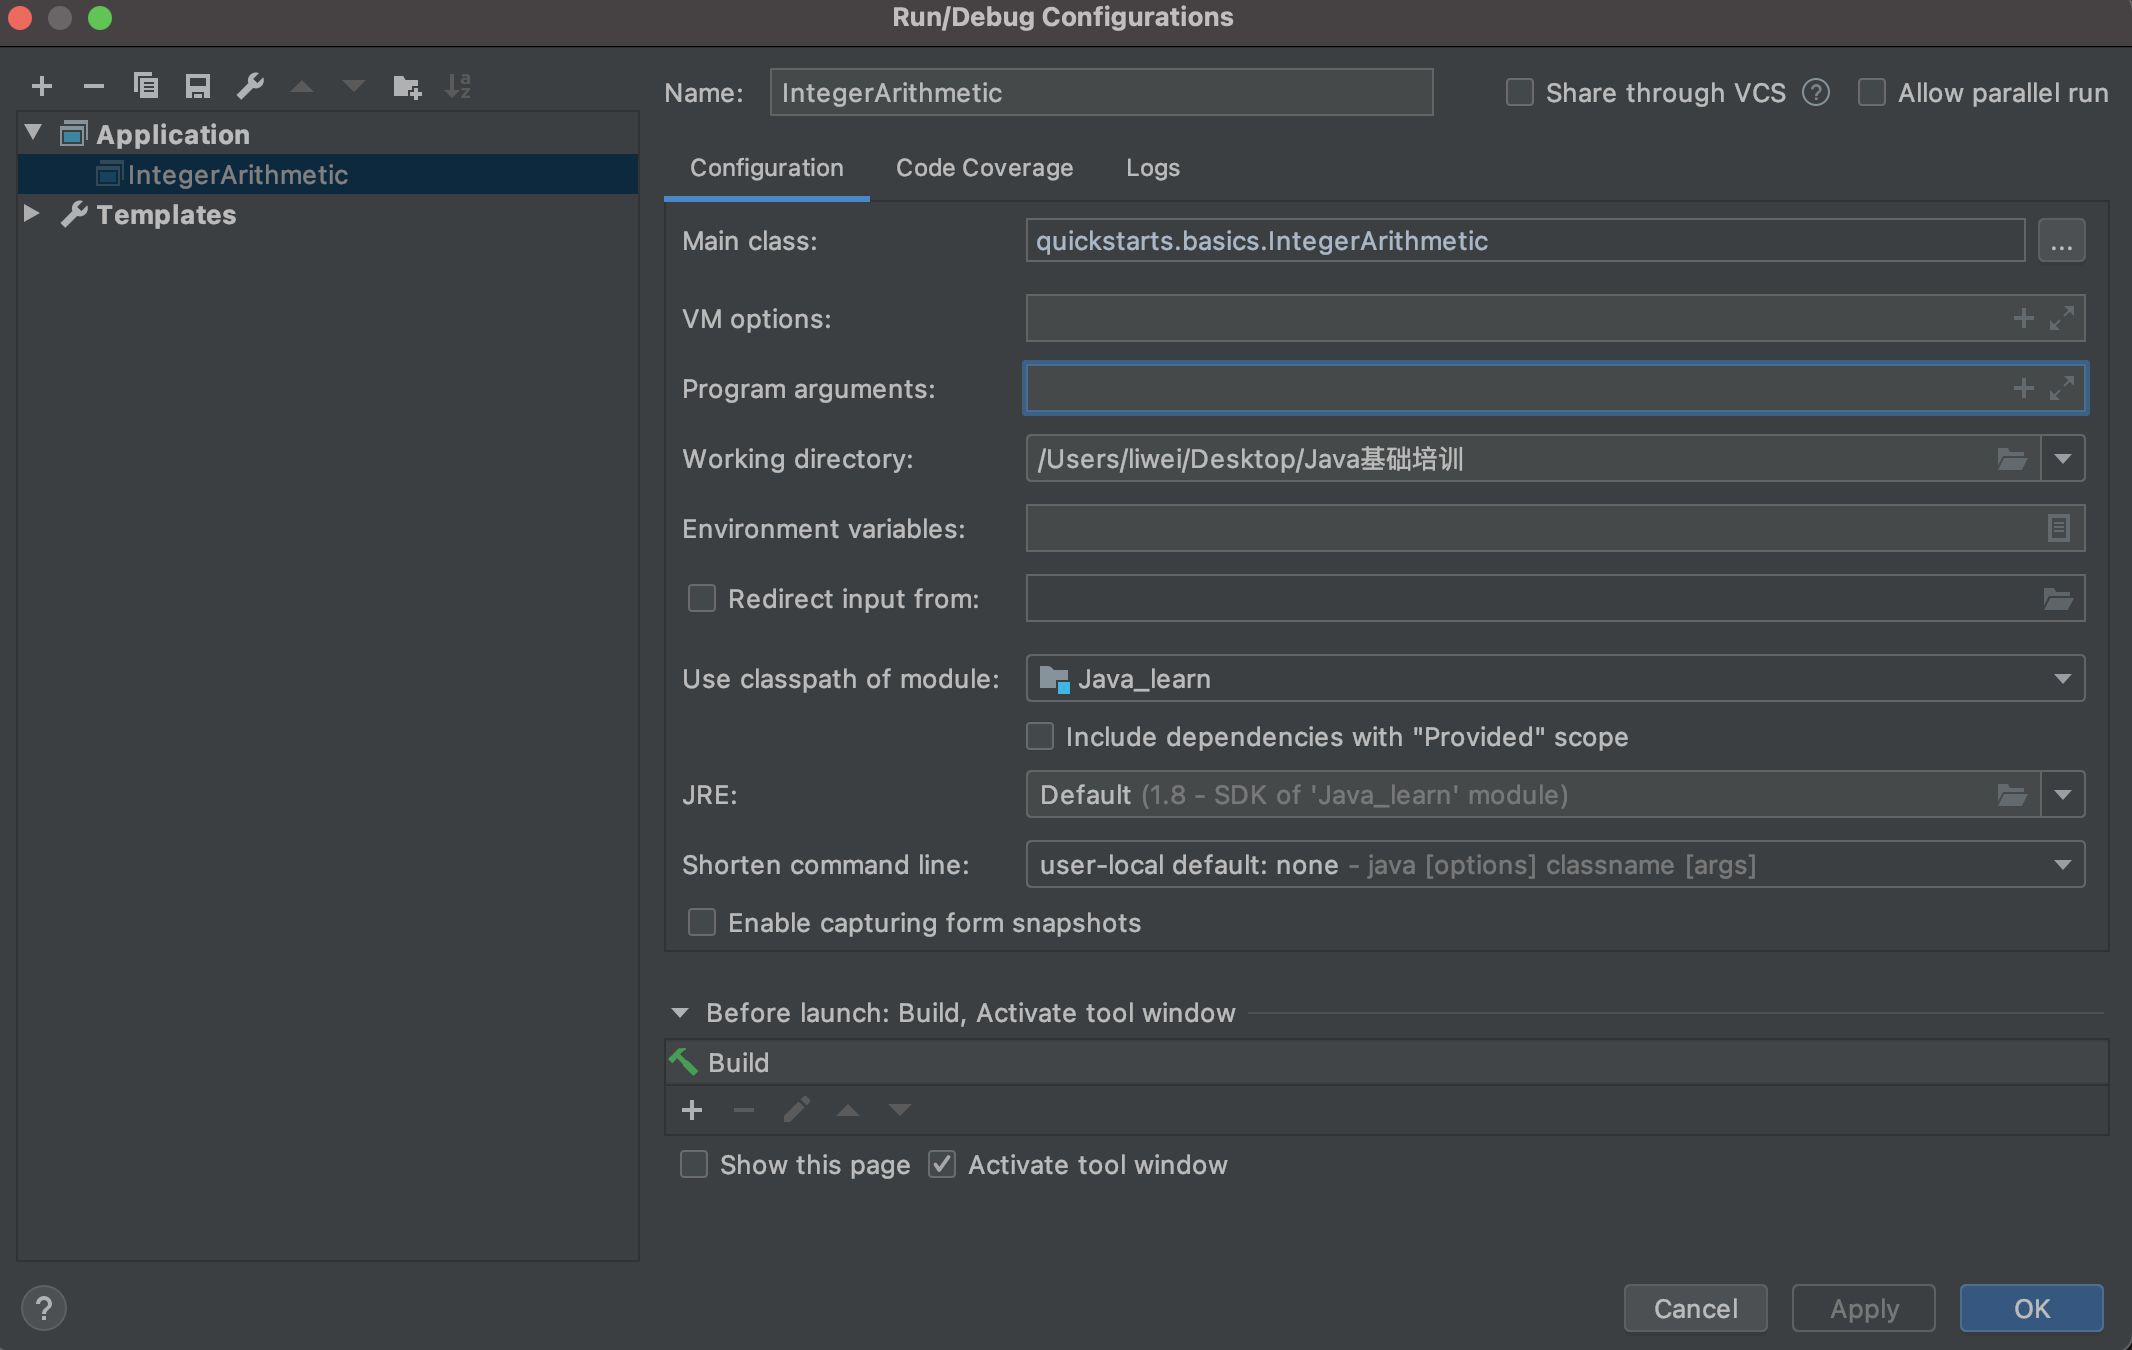 Run/Debug Configurations
Name: IntegerArithmetic Share through VCS ? Allow parallel run
Application
IntegerArithmetic
Templates
Configuration Code Coverage Logs
Main class: quickstarts.basics.IntegerArithmetic ...
VM options:
Program arguments:
Working directory: /Users/liwei/Desktop/Java基础培训
Environment variables:
Redirect input from:
Use classpath of module: Java_learn
Include dependencies with "Provided" scope
JRE: Default (1.8 - SDK of 'Java_learn' module)
Shorten command line: user-local default: none - java [options] classname [args]
Enable capturing form snapshots
Before launch: Build, Activate tool window
Build
Show this page Activate tool window
? Cancel Apply OK